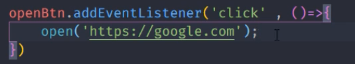 openBtn.addEventListener('click' , ()=>{
open('https://google.com');
})